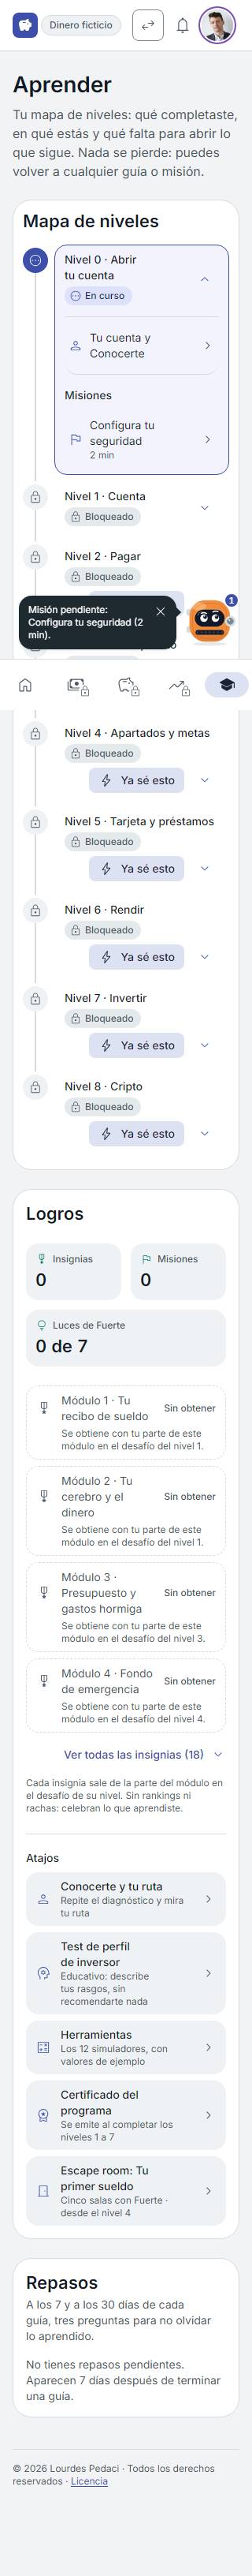 Dinero ficticio
Aprender
Tu mapa de niveles: qué completaste,
en qué estás y qué falta para abrir lo
que sigue. Nada se pierde: puedes
volver a cualquier guía o misión.
Mapa de niveles
Nivel 0 · Abrir
tu cuenta
En curso
Tu cuenta y
Conocerte
Misiones
Configura tu
seguridad
2 min
Nivel 1 · Cuenta
Bloqueado
Nivel 2 · Pagar
Bloqueado
Misión pendiente:
Configura tu seguridad (2
min).
1
Nivel 4 · Apartados y metas
Bloqueado
Ya sé esto
Nivel 5 · Tarjeta y préstamos
Bloqueado
Ya sé esto
Nivel 6 · Rendir
Bloqueado
Ya sé esto
Nivel 7 · Invertir
Bloqueado
Ya sé esto
Nivel 8 · Cripto
Bloqueado
Ya sé esto
Logros
Insignias
0
Misiones
0
Luces de Fuerte
0 de 7
Módulo 1 · Tu
recibo de sueldo
Sin obtener
Se obtiene con tu parte de este
módulo en el desafío del nivel 1.
Módulo 2 · Tu
cerebro y el
dinero
Sin obtener
Se obtiene con tu parte de este
módulo en el desafío del nivel 1.
Módulo 3 ·
Presupuesto y
gastos hormiga
Sin obtener
Se obtiene con tu parte de este
módulo en el desafío del nivel 3.
Módulo 4 · Fondo
de emergencia
Sin obtener
Se obtiene con tu parte de este
módulo en el desafío del nivel 4.
Ver todas las insignias (18)
Cada insignia sale de la parte del módulo en
el desafío de su nivel. Sin rankings ni
rachas: celebran lo que aprendiste.
Atajos
Conocerte y tu ruta
Repite el diagnóstico y mira
tu ruta
Test de perfil
de inversor
Educativo: describe
tus rasgos, sin
recomendarte nada
Herramientas
Los 12 simuladores, con
valores de ejemplo
Certificado del
programa
Se emite al completar los
niveles 1 a 7
Escape room: Tu
primer sueldo
Cinco salas con Fuerte ·
desde el nivel 4
Repasos
A los 7 y a los 30 días de cada
guía, tres preguntas para no olvidar
lo aprendido.
No tienes repasos pendientes.
Aparecen 7 días después de terminar
una guía.
© 2026 Lourdes Pedaci · Todos los derechos
reservados · Licencia